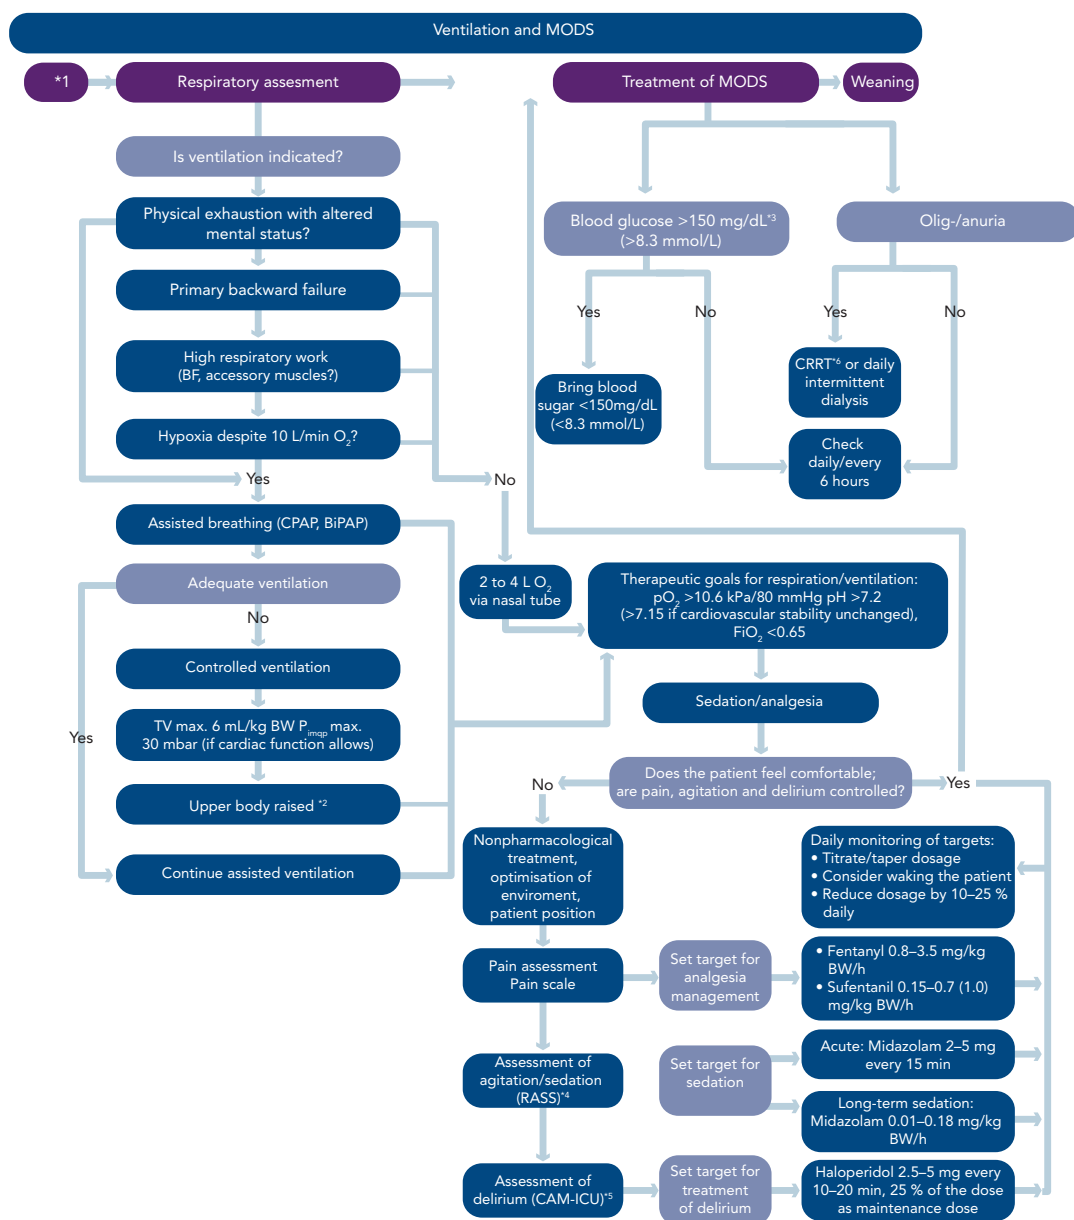 Ventilation and MODS
*1
Respiratory assesment
Treatment of MODS
Weaning
Is ventilation indicated?
Physical exhaustion with altered
mental status?
Primary backward failure
High respiratory work
(BF, accessory muscles?)
Hypoxia despite 10 L/min O2?
Yes
No
Assisted breathing (CPAP, BiPAP)
Adequate ventilation
No
Controlled ventilation
TV max. 6 mL/kg BW Pimqp max.
30 mbar (if cardiac function allows)
Yes
Upper body raised *2
Continue assisted ventilation
Blood glucose >150 mg/dL*3
(>8.3 mmol/L)
Olig-/anuria
Yes
No
Yes
No
Bring blood
sugar <150mg/dL
(<8.3 mmol/L)
CRRT*6 or daily
intermittent
dialysis
Check
daily/every
6 hours
2 to 4 L O2
via nasal tube
Therapeutic goals for respiration/ventilation:
pO2 >10.6 kPa/80 mmHg pH >7.2
(>7.15 if cardiovascular stability unchanged),
FiO2 <0.65
Sedation/analgesia
Does the patient feel comfortable;
are pain, agitation and delirium controlled?
No
Yes
Nonpharmacological
treatment,
optimisation of
enviroment,
patient position
Daily monitoring of targets:
• Titrate/taper dosage
• Consider waking the patient
• Reduce dosage by 10–25 %
daily
Pain assessment
Pain scale
Set target for
analgesia
management
• Fentanyl 0.8–3.5 mg/kg
BW/h
• Sufentanil 0.15–0.7 (1.0)
mg/kg BW/h
Assessment of
agitation/sedation
(RASS)*4
Set target for
sedation
Acute: Midazolam 2–5 mg
every 15 min
Long-term sedation:
Midazolam 0.01–0.18 mg/kg
BW/h
Assessment of
delirium (CAM-ICU)*5
Set target for
treatment
of delirium
Haloperidol 2.5–5 mg every
10–20 min, 25 % of the dose
as maintenance dose